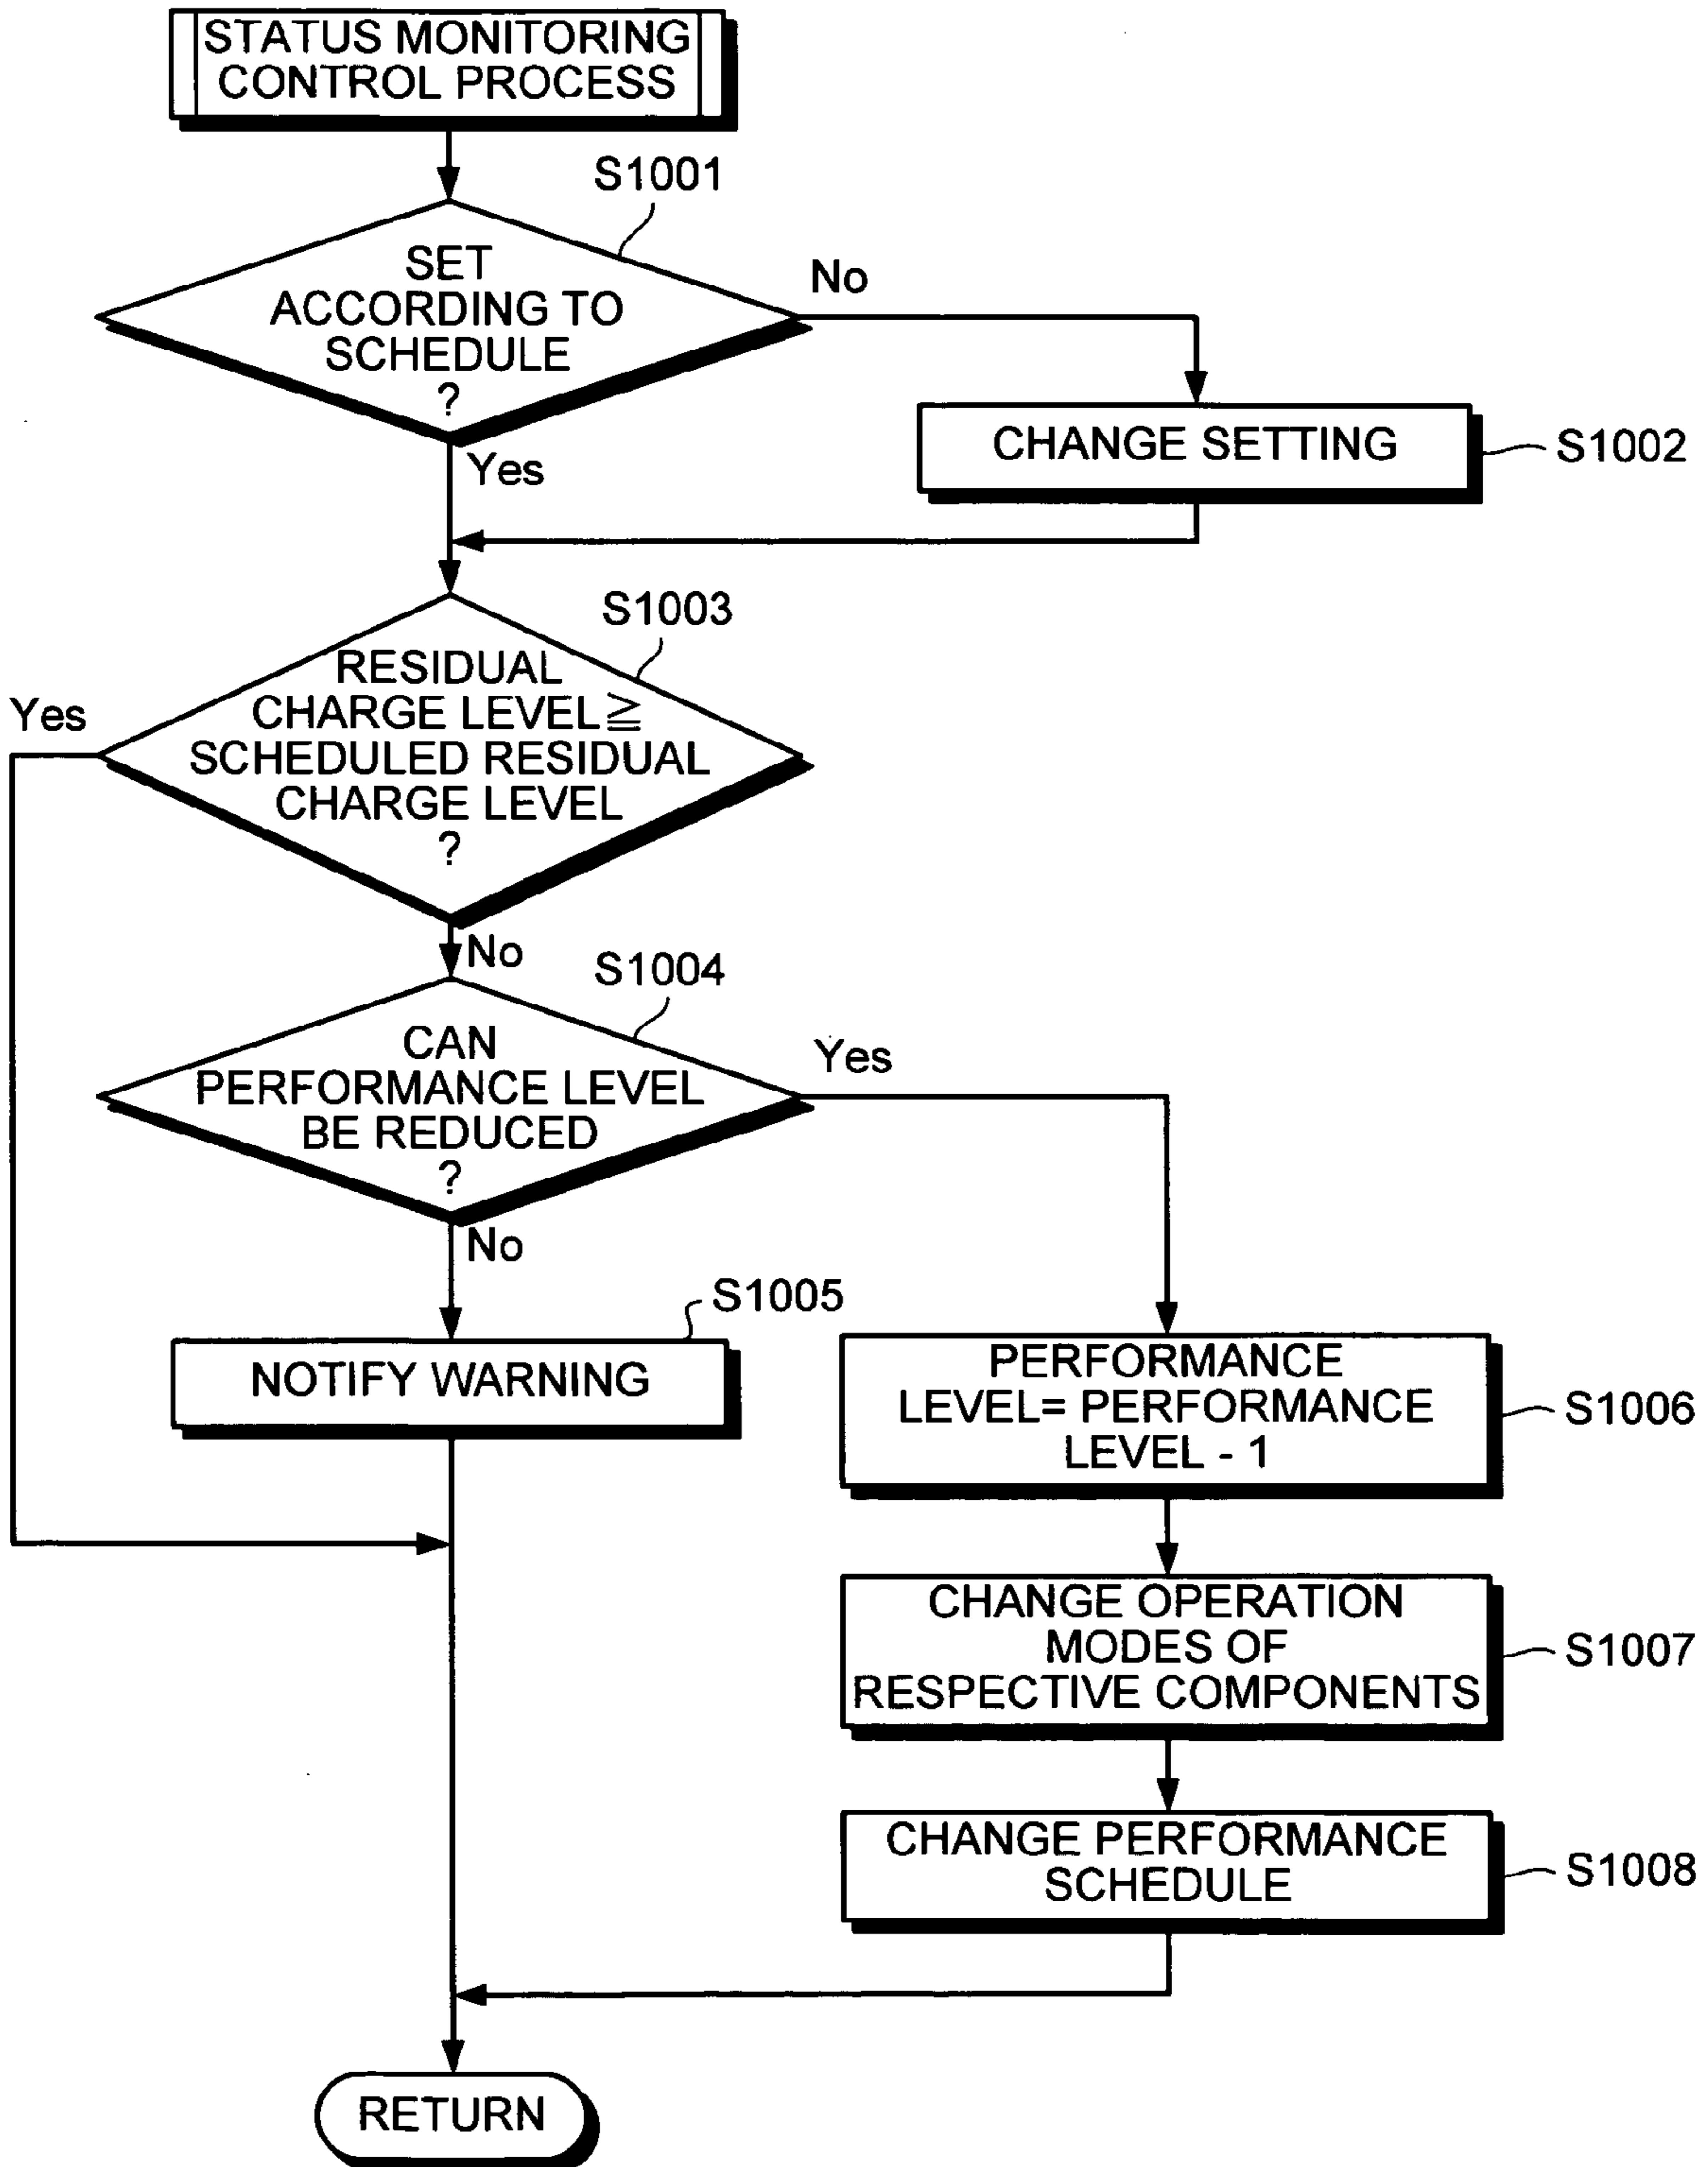 STATUS MONITORING
CONTROL PROCESS
S1001
SET
ACCORDING TO
SCHEDULE
?
No
Yes
CHANGE SETTING
S1002
S1003
RESIDUAL
CHARGE LEVEL≧
SCHEDULED RESIDUAL
CHARGE LEVEL
?
Yes
No
S1004
CAN
PERFORMANCE LEVEL
BE REDUCED
?
Yes
No
S1005
NOTIFY WARNING
PERFORMANCE
LEVEL= PERFORMANCE
LEVEL - 1
S1006
CHANGE OPERATION
MODES OF
RESPECTIVE COMPONENTS
S1007
CHANGE PERFORMANCE
SCHEDULE
S1008
RETURN